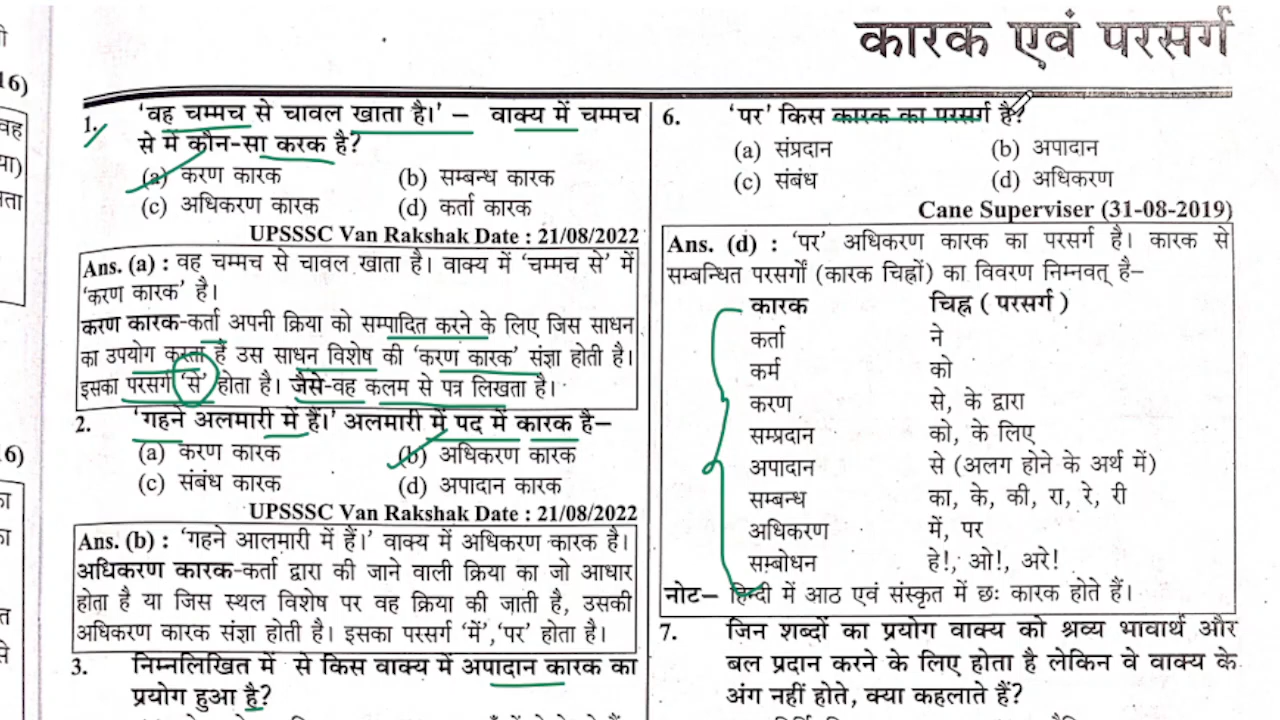 कारक एवं परसर्ग
16)
वह
या)
1. 'वह चम्मच से चावल खाता है।' – वाक्य में चम्मच
से में कौन-सा करक है?
(a) करण कारक (b) सम्बन्ध कारक
(c) अधिकरण कारक (d) कर्ता कारक
UPSSSC Van Rakshak Date : 21/08/2022
Ans. (a) : वह चम्मच से चावल खाता है। वाक्य में 'चम्मच से' में
'करण कारक' है।
करण कारक-कर्ता अपनी क्रिया को सम्पादित करने के लिए जिस साधन
का उपयोग करता है उस साधन विशेष की 'करण कारक' संज्ञा होती है।
इसका परसर्ग 'से' होता है। जैसे-वह कलम से पत्र लिखता है।
2. 'गहने अलमारी में हैं।' अलमारी में पद में कारक है–
(a) करण कारक (b) अधिकरण कारक
(c) संबंध कारक (d) अपादान कारक
UPSSSC Van Rakshak Date : 21/08/2022
Ans. (b) : 'गहने आलमारी में हैं।' वाक्य में अधिकरण कारक है।
अधिकरण कारक-कर्ता द्वारा की जाने वाली क्रिया का जो आधार
होता है या जिस स्थल विशेष पर वह क्रिया की जाती है, उसकी
अधिकरण कारक संज्ञा होती है। इसका परसर्ग 'में', 'पर' होता है।
3. निम्नलिखित में से किस वाक्य में अपादान कारक का
प्रयोग हुआ है?
6. 'पर' किस कारक का परसर्ग है?
(a) संप्रदान (b) अपादान
(c) संबंध (d) अधिकरण
Cane Superviser (31-08-2019)
Ans. (d) : 'पर' अधिकरण कारक का परसर्ग है। कारक से
सम्बन्धित परसर्गों (कारक चिह्नों) का विवरण निम्नवत् है–
कारक चिह्न ( परसर्ग )
कर्ता ने
कर्म को
करण से, के द्वारा
सम्प्रदान को, के लिए
अपादान से (अलग होने के अर्थ में)
सम्बन्ध का, के, की, रा, रे, री
अधिकरण में, पर
सम्बोधन हे!, ओ!, अरे!
नोट– हिन्दी में आठ एवं संस्कृत में छः कारक होते हैं।
7. जिन शब्दों का प्रयोग वाक्य को श्रव्य भावार्थ और
बल प्रदान करने के लिए होता है लेकिन वे वाक्य के
अंग नहीं होते, क्या कहलाते हैं?